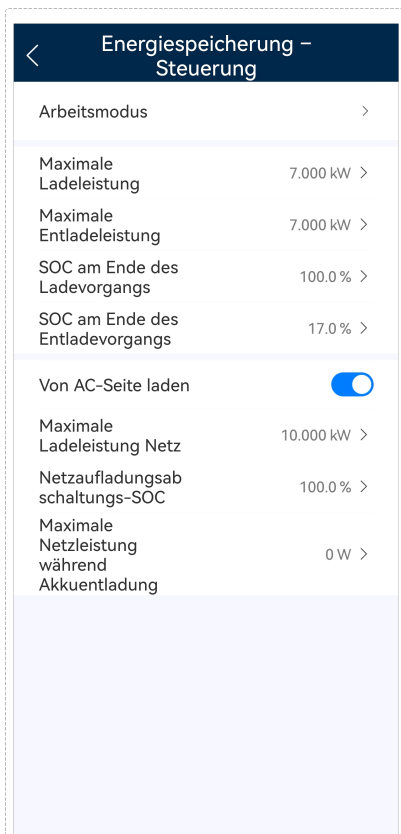 Energiespeicherung –
Steuerung
Arbeitsmodus
Maximale
Ladeleistung
7.000 kW
Maximale
Entladeleistung
7.000 kW
SOC am Ende des
Ladevorgangs
100.0 %
SOC am Ende des
Entladevorgangs
17.0 %
Von AC-Seite laden
Maximale
Ladeleistung Netz
10.000 kW
Netzaufladungsab
schaltungs-SOC
100.0 %
Maximale
Netzleistung
während
Akkuentladung
0 W